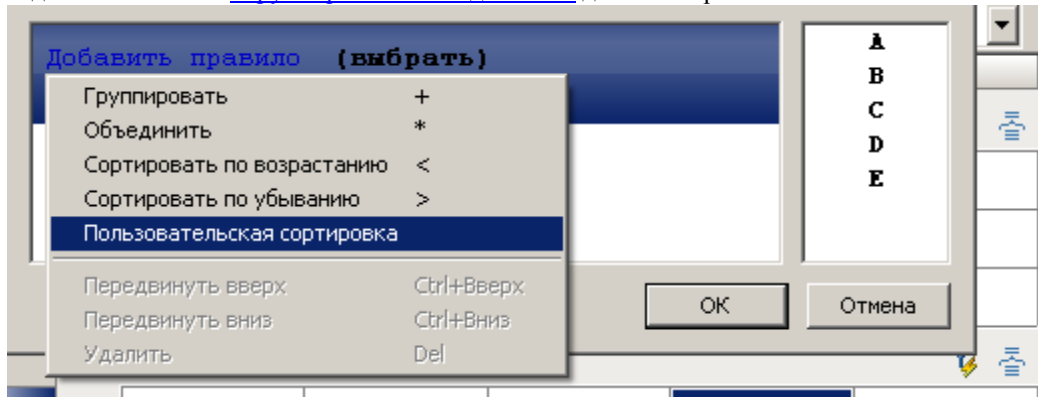 Добавить правило (выбрать)
Группировать +
Объединить *
Сортировать по возрастанию <
Сортировать по убыванию >
Пользовательская сортировка
Передвинуть вверх Ctrl+Вверх
Передвинуть вниз Ctrl+Вниз
Удалить Del
A
B
C
D
E
OK
Отмена